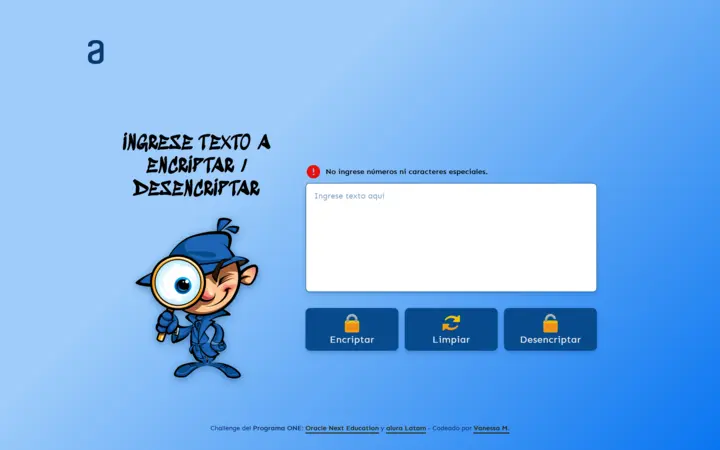 a
INGRESE TEXTO A
ENCRIPTAR /
DESENCRIPTAR
No ingrese números ni caracteres especiales.
Ingrese texto aquí
Encriptar
Limpiar
Desencriptar
Challenge del Programa ONE: Oracle Next Education y alura Latam - Codeado por Vanessa M.